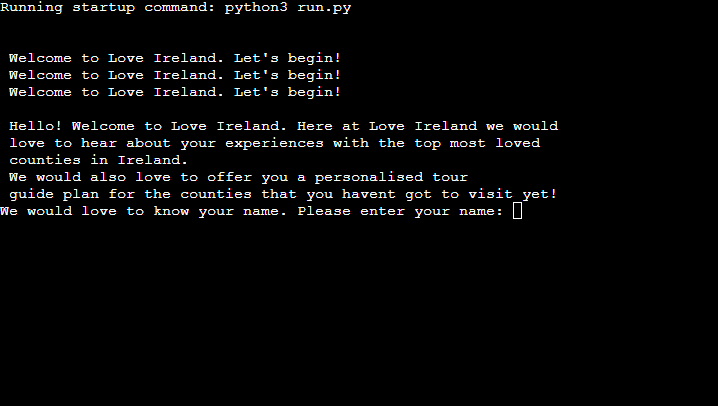 Running startup command: python3 run.py
Welcome to Love Ireland. Let's begin!
Welcome to Love Ireland. Let's begin!
Welcome to Love Ireland. Let's begin!
Hello! Welcome to Love Ireland. Here at Love Ireland we would
love to hear about your experiences with the top most loved
counties in Ireland.
We would also love to offer you a personalised tour
guide plan for the counties that you havent got to visit yet!
We would love to know your name. Please enter your name: